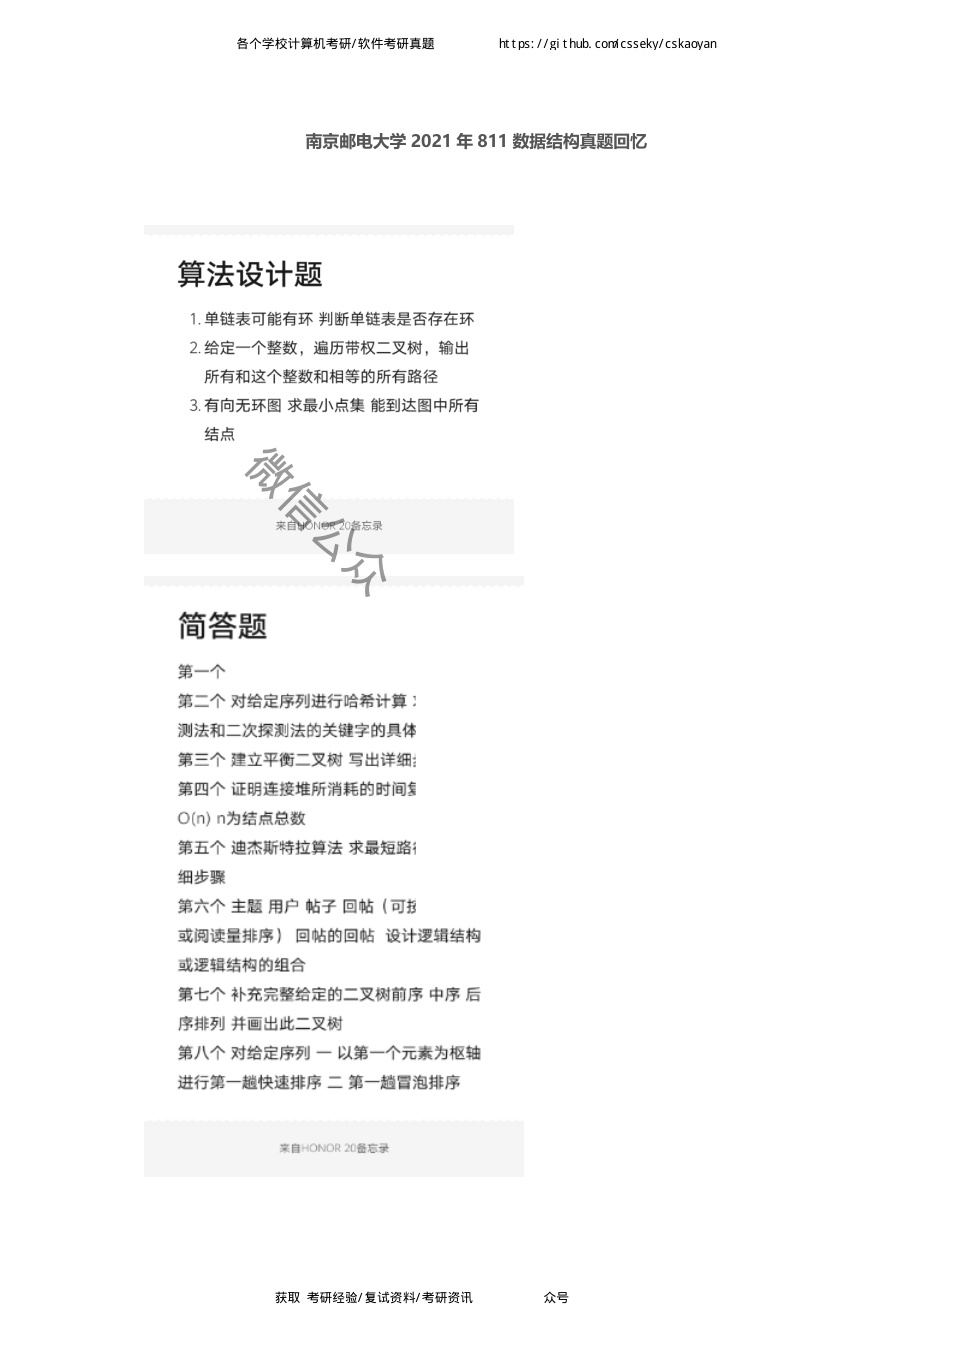 各个学校计算机考研/软件考研真题 https://github.com/csseky/cskaoyan
南京邮电大学 2021 年 811 数据结构真题回忆
算法设计题
1. 单链表可能有环 判断单链表是否存在环
2. 给定一个整数，遍历带权二叉树，输出
所有和这个整数和相等的所有路径
3. 有向无环图 求最小点集 能到达图中所有
结点
微信公众
来自HONOR 20备忘录
简答题
第一个
第二个 对给定序列进行哈希计算
测法和二次探测法的关键字的具体
第三个 建立平衡二叉树 写出详细
第四个 证明连接堆所消耗的时间
O(n) n为结点总数
第五个 迪杰斯特拉算法 求最短路
细步骤
第六个 主题 用户 帖子 回帖（可按
或阅读量排序） 回帖的回帖 设计逻辑结构
或逻辑结构的组合
第七个 补充完整给定的二叉树前序 中序 后
序排列 并画出此二叉树
第八个 对给定序列 一 以第一个元素为枢轴
进行第一趟快速排序 二 第一趟冒泡排序
来自HONOR 20备忘录
获取 考研经验/复试资料/考研资讯 众号